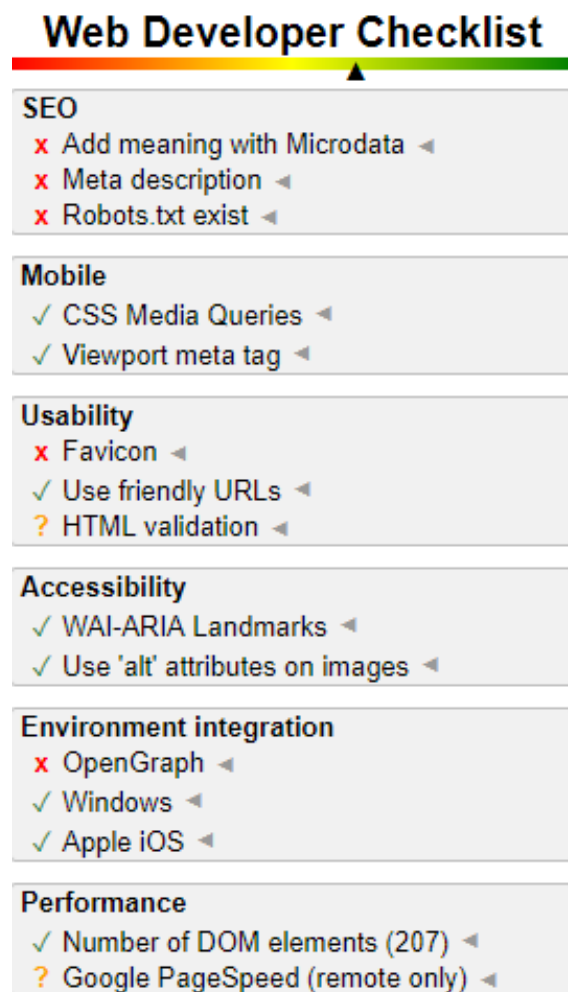 Web Developer Checklist
SEO
x Add meaning with Microdata
x Meta description
x Robots.txt exist
Mobile
✓ CSS Media Queries
✓ Viewport meta tag
Usability
x Favicon
✓ Use friendly URLs
? HTML validation
Accessibility
✓ WAI-ARIA Landmarks
✓ Use 'alt' attributes on images
Environment integration
x OpenGraph
✓ Windows
✓ Apple iOS
Performance
✓ Number of DOM elements (207)
? Google PageSpeed (remote only)